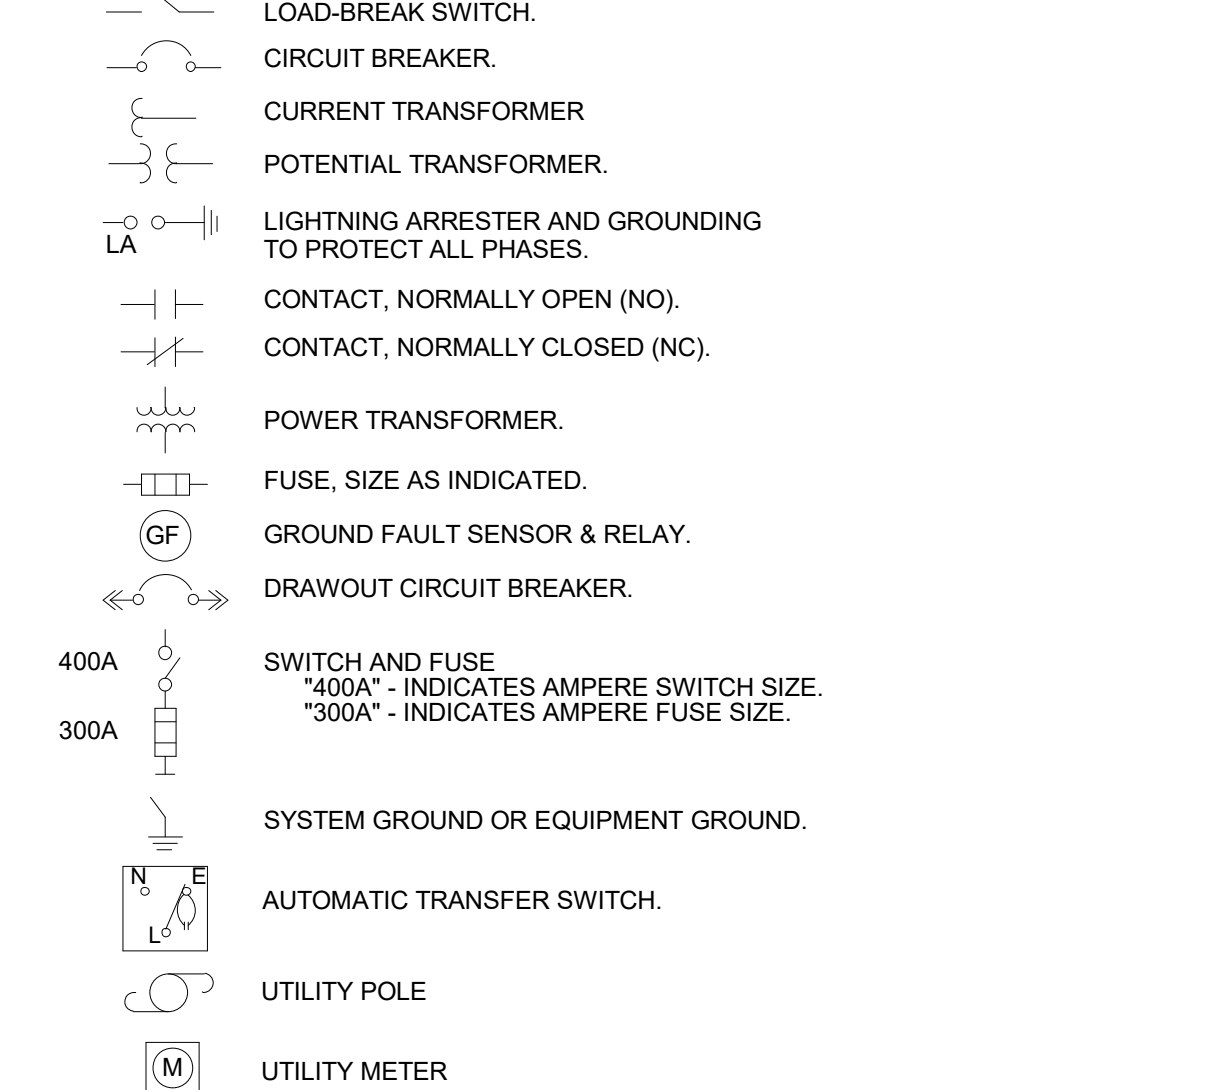 LOAD-BREAK SWITCH.
CIRCUIT BREAKER.
CURRENT TRANSFORMER
POTENTIAL TRANSFORMER.
LIGHTNING ARRESTER AND GROUNDING
LA
TO PROTECT ALL PHASES.
CONTACT, NORMALLY OPEN (NO).
CONTACT, NORMALLY CLOSED (NC).
POWER TRANSFORMER.
FUSE, SIZE AS INDICATED.
GF GROUND FAULT SENSOR & RELAY.
DRAWOUT CIRCUIT BREAKER.
400A SWITCH AND FUSE
"400A" - INDICATES AMPERE SWITCH SIZE.
"300A" - INDICATES AMPERE FUSE SIZE.
300A
SYSTEM GROUND OR EQUIPMENT GROUND.
N E
AUTOMATIC TRANSFER SWITCH.
L
UTILITY POLE
M UTILITY METER